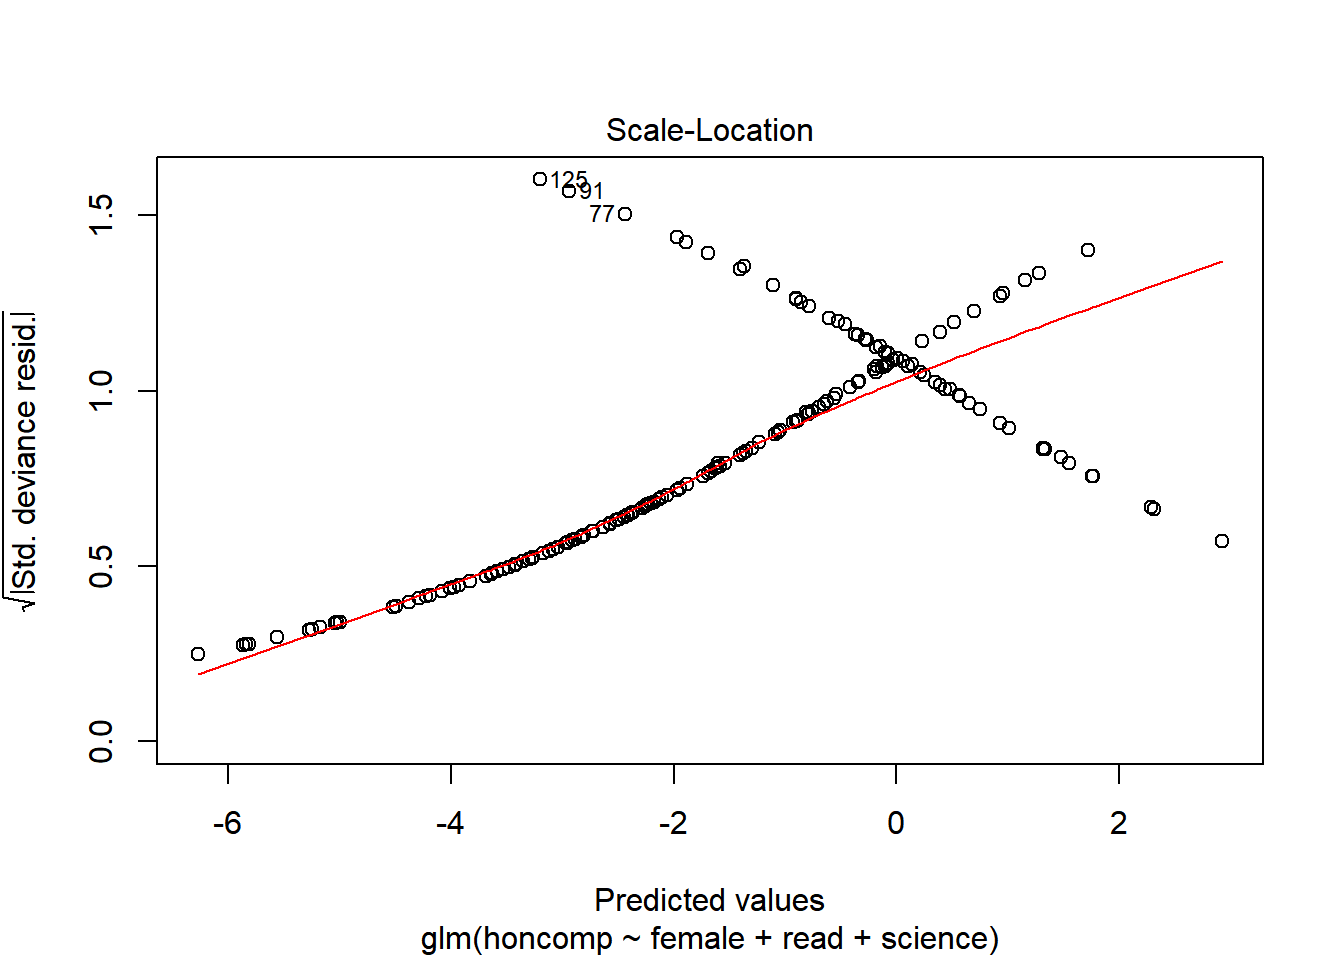 Scale-Location
125
91
77
1.5
1.0
0.5
0.0
√|Std. deviance resid.|
-6 -4 -2 0 2
Predicted values
glm(honcomp ~ female + read + science)